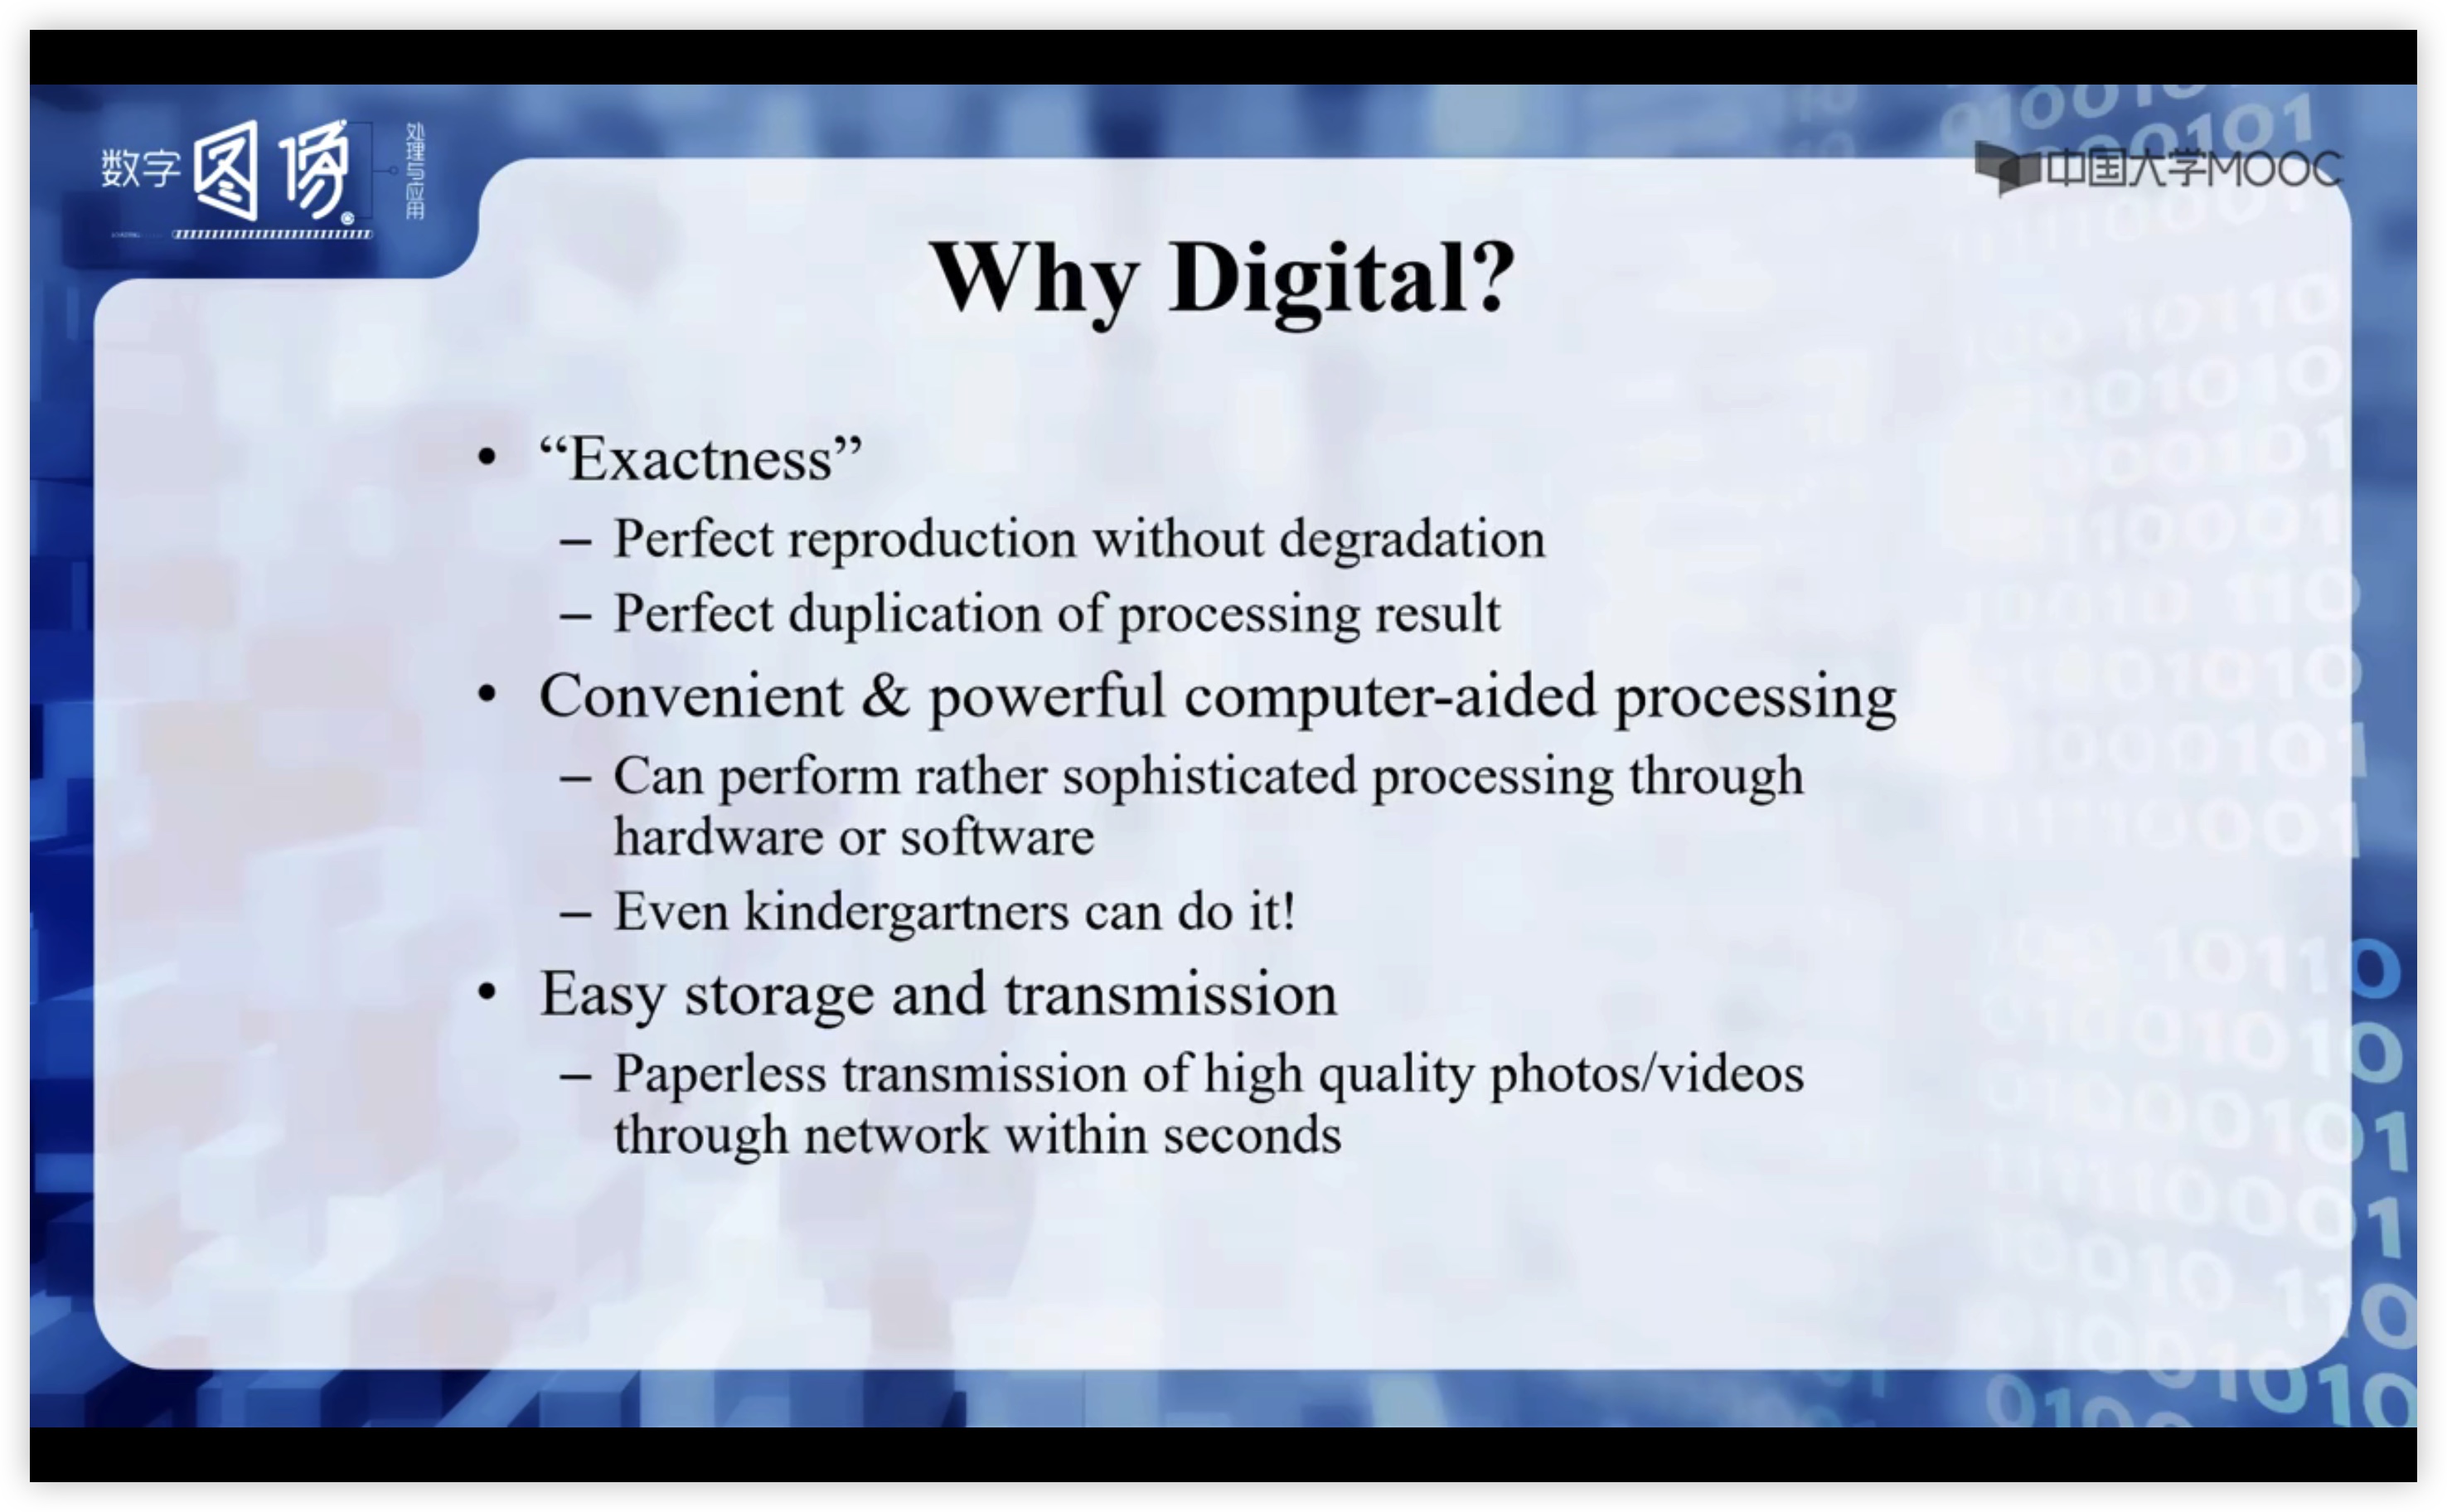 数字图像
处理与应用
中国大学MOOC
Why Digital?
• “Exactness”
– Perfect reproduction without degradation
– Perfect duplication of processing result
• Convenient & powerful computer-aided processing
– Can perform rather sophisticated processing through
hardware or software
– Even kindergartners can do it!
• Easy storage and transmission
– Paperless transmission of high quality photos/videos
through network within seconds